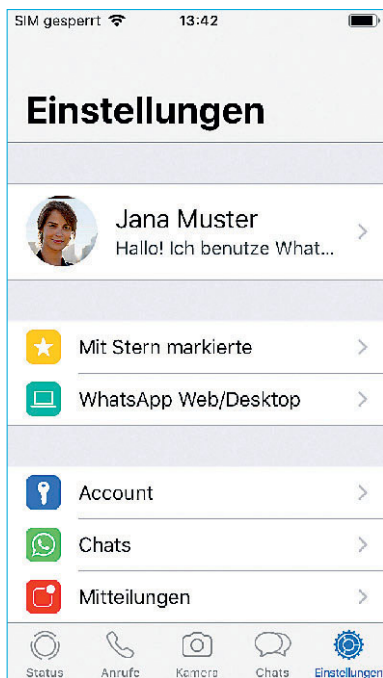 SIM gesperrt 13:42
Einstellungen
Jana Muster
Hallo! Ich benutze What...
Mit Stern markierte
WhatsApp Web/Desktop
Account
Chats
Mitteilungen
Status Anrufe Kamera Chats Einstellungen